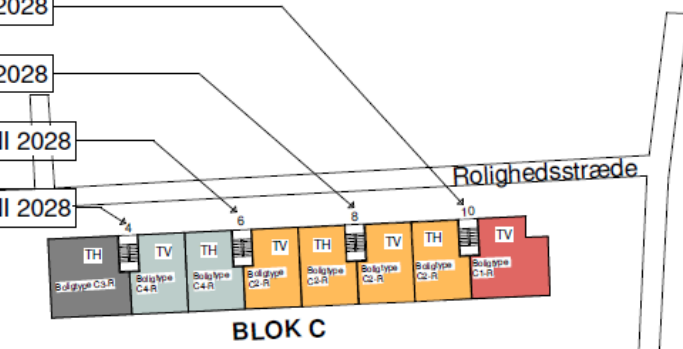 2028
2028
ll 2028
ll 2028
Rolighedsstræde
4
6
8
10
TH
TV
TH
TV
TH
TV
TH
TV
Boligtype C3-R
Boligtype
C4-R
Boligtype
C4-R
Boligtype
C2-R
Boligtype
C2-R
Boligtype
C2-R
Boligtype
C2-R
Boligtype
C1-R
BLOK C